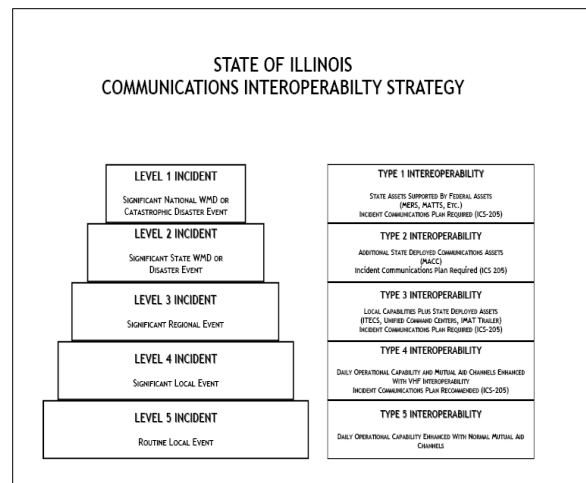 STATE OF ILLINOIS
COMMUNICATIONS INTEROPERABILTY STRATEGY
LEVEL 1 INCIDENT
SIGNIFICANT NATIONAL WMD OR
CATASTROPHIC DISASTER EVENT
TYPE 1 INTEREOPERABILITY
STATE ASSETS SUPPORTED BY FEDERAL ASSETS
(MERS, MATTS, ETC.)
INCIDENT COMMUNICATIONS PLAN REQUIRED (ICS-205)
LEVEL 2 INCIDENT
SIGNIFICANT STATE WMD OR
DISASTER EVENT
TYPE 2 INTEROPERABILITY
ADDITIONAL STATE DEPLOYED COMMUNICATIONS ASSETS
(MACC)
INCIDENT COMMUNICATIONS PLAN REQUIRED (ICS 205)
LEVEL 3 INCIDENT
SIGNIFICANT REGIONAL EVENT
TYPE 3 INTEROPERABILITY
LOCAL CAPABILITIES PLUS STATE DEPLOYED ASSETS
(ITECS, UNIFIED COMMAND CENTERS, IMAT TRAILER)
INCIDENT COMMUNICATIONS PLAN REQUIRED (ICS-205)
LEVEL 4 INCIDENT
SIGNIFICANT LOCAL EVENT
TYPE 4 INTEROPERABILITY
DAILY OPERATIONAL CAPABILITY AND MUTUAL AID CHANNELS ENHANCED
WITH VHF INTEROPERABILITY
INCIDENT COMMUNICATIONS PLAN RECOMMENDED (ICS-205)
LEVEL 5 INCIDENT
ROUTINE LOCAL EVENT
TYPE 5 INTEROPERABILITY
DAILY OPERATIONAL CAPABILITY ENHANCED WITH NORMAL MUTUAL AID
CHANNELS